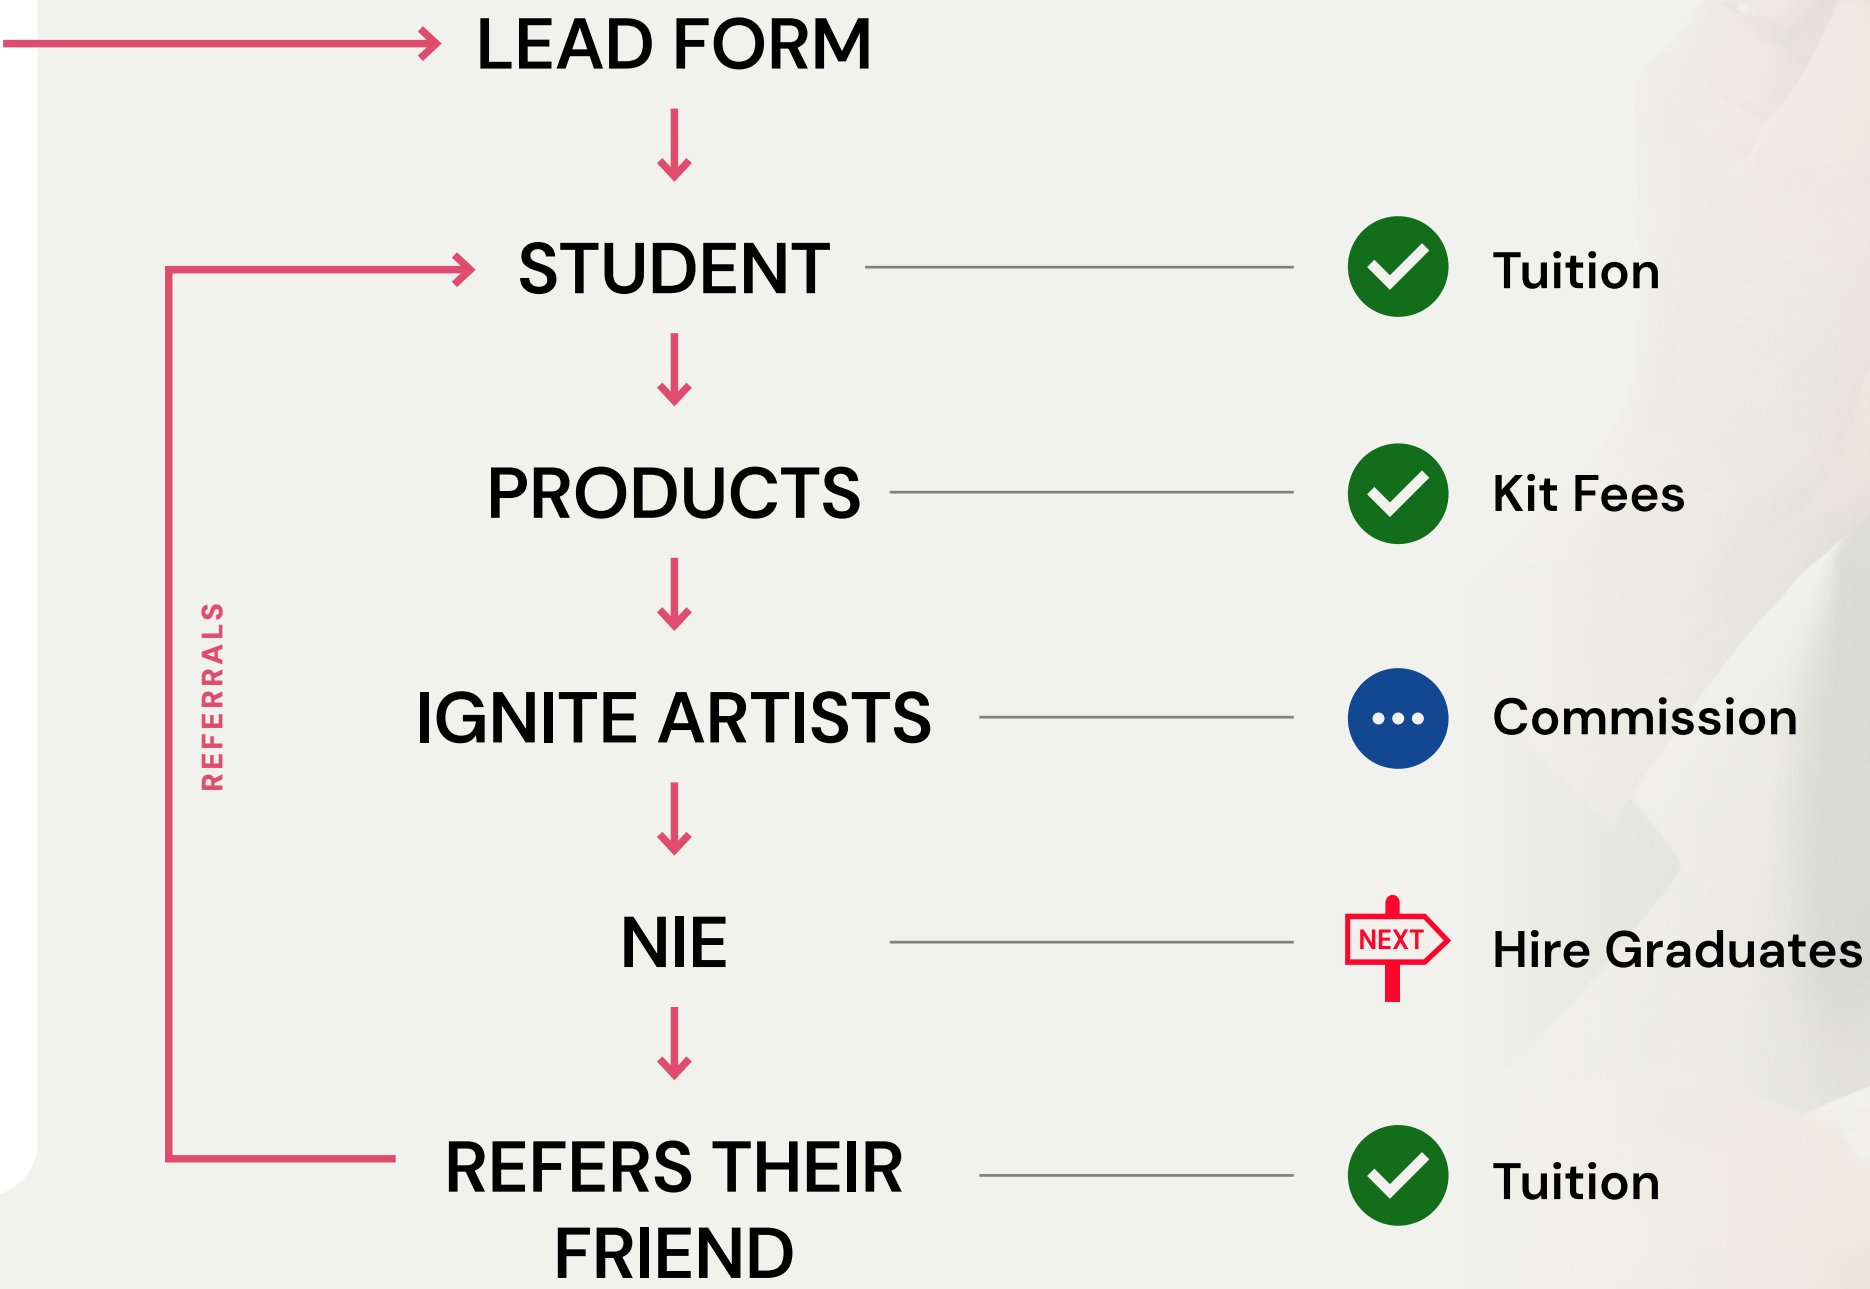 LEAD FORM
STUDENT
Tuition
PRODUCTS
Kit Fees
REFERRALS
IGNITE ARTISTS
Commission
NIE
NEXT
Hire Graduates
REFERS THEIR
FRIEND
Tuition